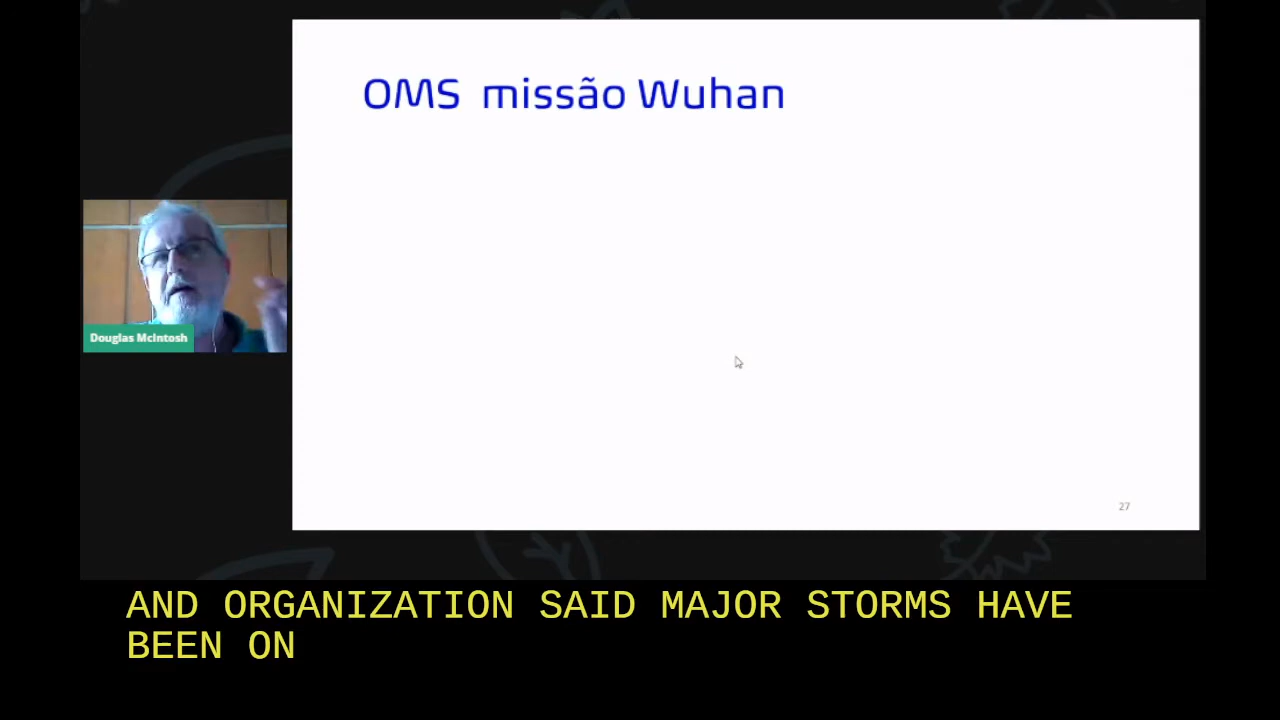 OMS missão Wuhan
Douglas McIntosh
27
AND ORGANIZATION SAID MAJOR STORMS HAVE
BEEN ON